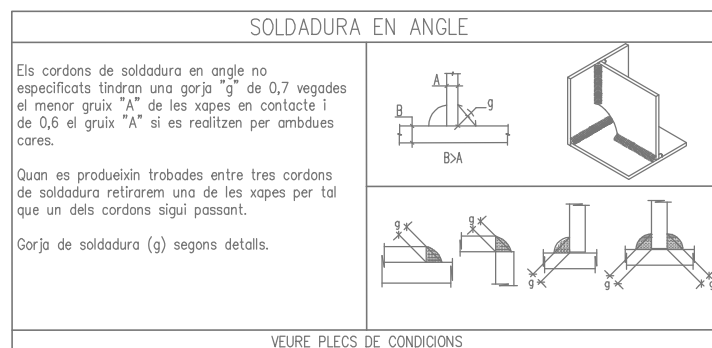 SOLDADURA EN ANGLE
Els cordons de soldadura en angle no
especificats tindran una gorja "g" de 0,7 vegades
el menor gruix "A" de les xapes en contacte i
de 0,6 el gruix "A" si es realitzen per ambdues
cares.
Quan es produeixin trobades entre tres cordons
de soldadura retirarem una de les xapes per tal
que un dels cordons sigui passant.
Gorja de soldadura (g) segons detalls.
A
g
B
B>A
g
g
g
g
g
VEURE PLECS DE CONDICIONS